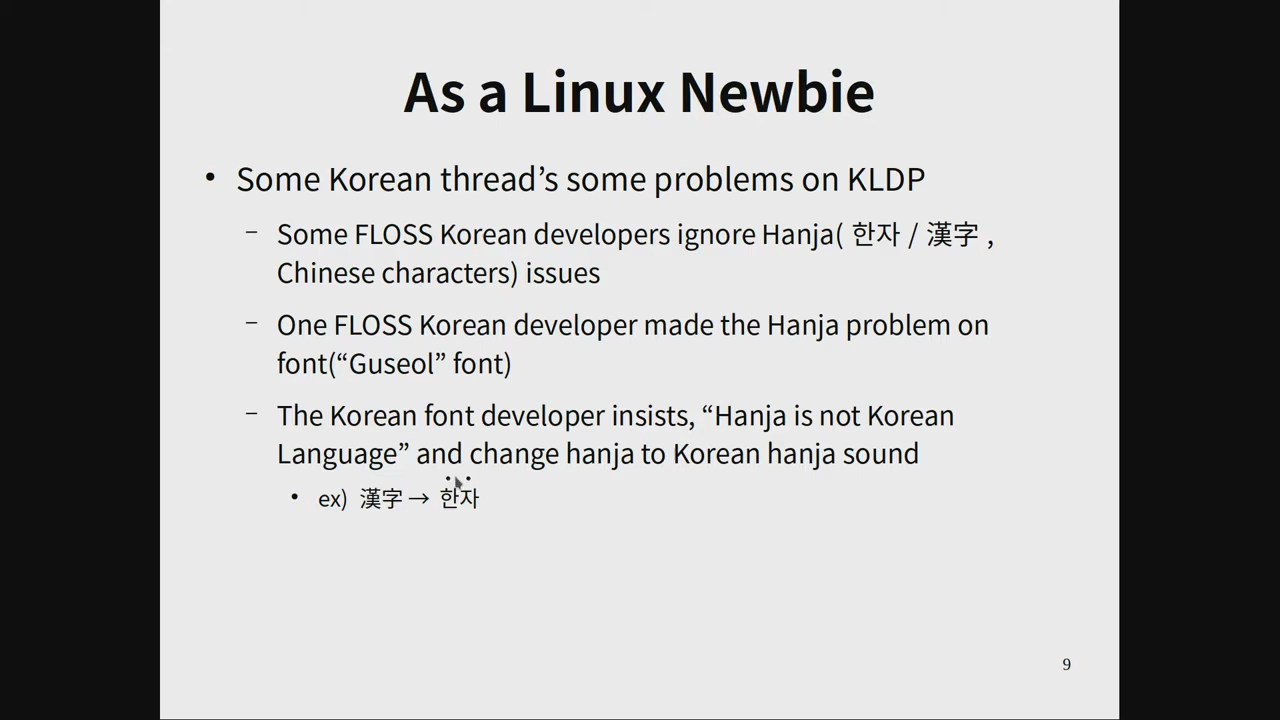 As a Linux Newbie
• Some Korean thread’s some problems on KLDP
– Some FLOSS Korean developers ignore Hanja( 한자 / 漢字 ,
Chinese characters) issues
– One FLOSS Korean developer made the Hanja problem on
font(“Guseol” font)
– The Korean font developer insists, “Hanja is not Korean
Language” and change hanja to Korean hanja sound
• ex) 漢字 → 한자
9